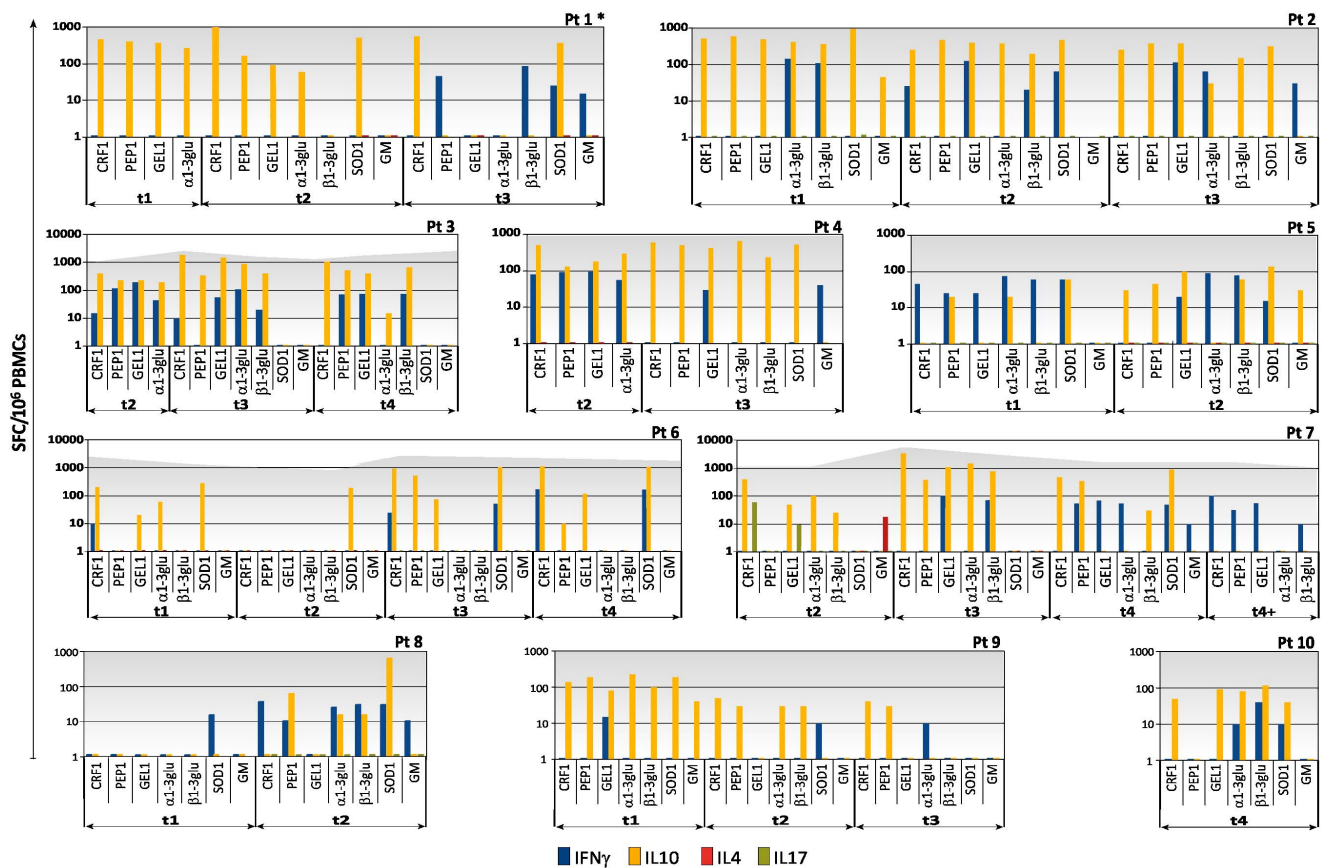 SFC/10⁶ PBMCs
Pt 1 *
1000
100
10
1
CRF1 PEP1 GEL1 α1-3glu CRF1 PEP1 GEL1 α1-3glu β1-3glu SOD1 GM CRF1 PEP1 GEL1 α1-3glu β1-3glu SOD1 GM
t1 t2 t3
Pt 2
1000
100
10
1
CRF1 PEP1 GEL1 α1-3glu β1-3glu SOD1 GM CRF1 PEP1 GEL1 α1-3glu β1-3glu SOD1 GM CRF1 PEP1 GEL1 α1-3glu β1-3glu SOD1 GM
t1 t2 t3
Pt 3
10000
1000
100
10
1
CRF1 PEP1 GEL1 α1-3glu CRF1 PEP1 GEL1 α1-3glu β1-3glu SOD1 GM CRF1 PEP1 GEL1 α1-3glu β1-3glu SOD1 GM
t2 t3 t4
Pt 4
1000
100
10
1
CRF1 PEP1 GEL1 α1-3glu CRF1 PEP1 GEL1 α1-3glu β1-3glu SOD1 GM
t2 t3
Pt 5
1000
100
10
1
CRF1 PEP1 GEL1 α1-3glu β1-3glu SOD1 GM CRF1 PEP1 GEL1 α1-3glu β1-3glu SOD1 GM
t1 t2
Pt 6
10000
1000
100
10
1
CRF1 PEP1 GEL1 α1-3glu β1-3glu SOD1 GM CRF1 PEP1 GEL1 α1-3glu β1-3glu SOD1 GM CRF1 PEP1 GEL1 α1-3glu β1-3glu SOD1 GM CRF1 PEP1 GEL1 α1-3glu β1-3glu SOD1 GM
t1 t2 t3 t4
Pt 7
10000
1000
100
10
1
CRF1 PEP1 GEL1 α1-3glu β1-3glu SOD1 GM CRF1 PEP1 GEL1 α1-3glu β1-3glu SOD1 GM CRF1 PEP1 GEL1 α1-3glu β1-3glu SOD1 GM CRF1 PEP1 GEL1 α1-3glu β1-3glu
t2 t3 t4 t4+
Pt 8
1000
100
10
1
CRF1 PEP1 GEL1 α1-3glu β1-3glu SOD1 GM CRF1 PEP1 GEL1 α1-3glu β1-3glu SOD1 GM
t1 t2
Pt 9
1000
100
10
1
CRF1 PEP1 GEL1 α1-3glu β1-3glu SOD1 GM CRF1 PEP1 GEL1 α1-3glu β1-3glu SOD1 GM CRF1 PEP1 GEL1 α1-3glu β1-3glu SOD1 GM
t1 t2 t3
Pt 10
1000
100
10
1
CRF1 PEP1 GEL1 α1-3glu β1-3glu SOD1 GM
t4
IFNγ IL10 IL4 IL17